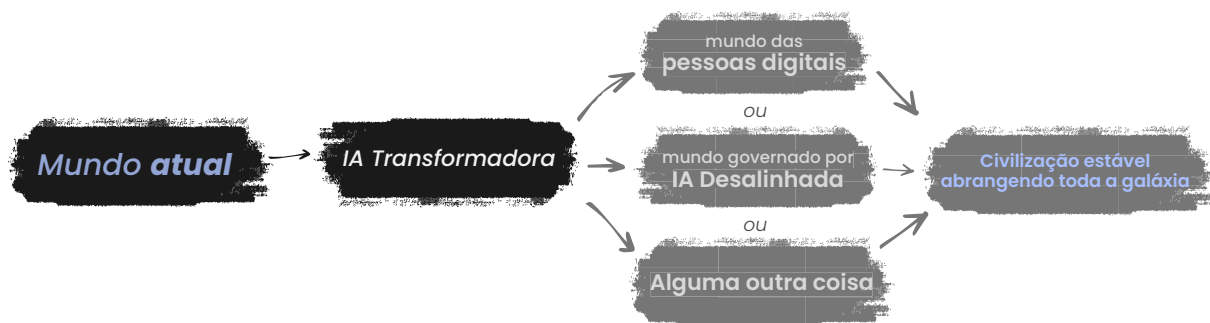 Mundo atual
IA Transformadora
mundo das
pessoas digitais
ou
mundo governado por
IA Desalinhada
ou
Alguma outra coisa
Civilização estável
abrangendo toda a galáxia